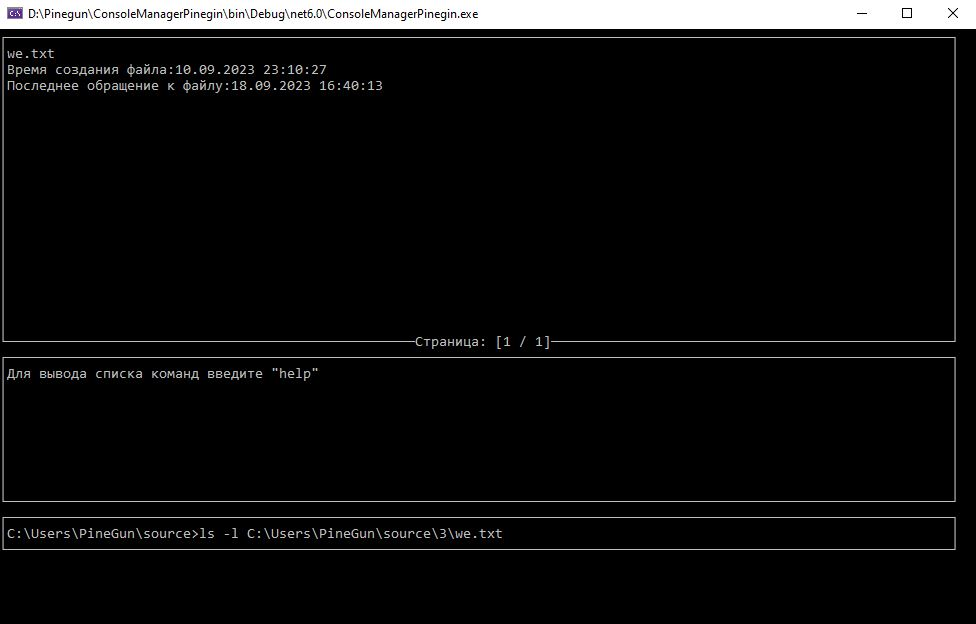 D:\Pinegun\ConsoleManagerPinegin\bin\Debug\net6.0\ConsoleManagerPinegin.exe
we.txt
Время создания файла:10.09.2023 23:10:27
Последнее обращение к файлу:18.09.2023 16:40:13
Страница: [1 / 1]
Для вывода списка команд введите "help"
C:\Users\PineGun\source>ls -l C:\Users\PineGun\source\3\we.txt